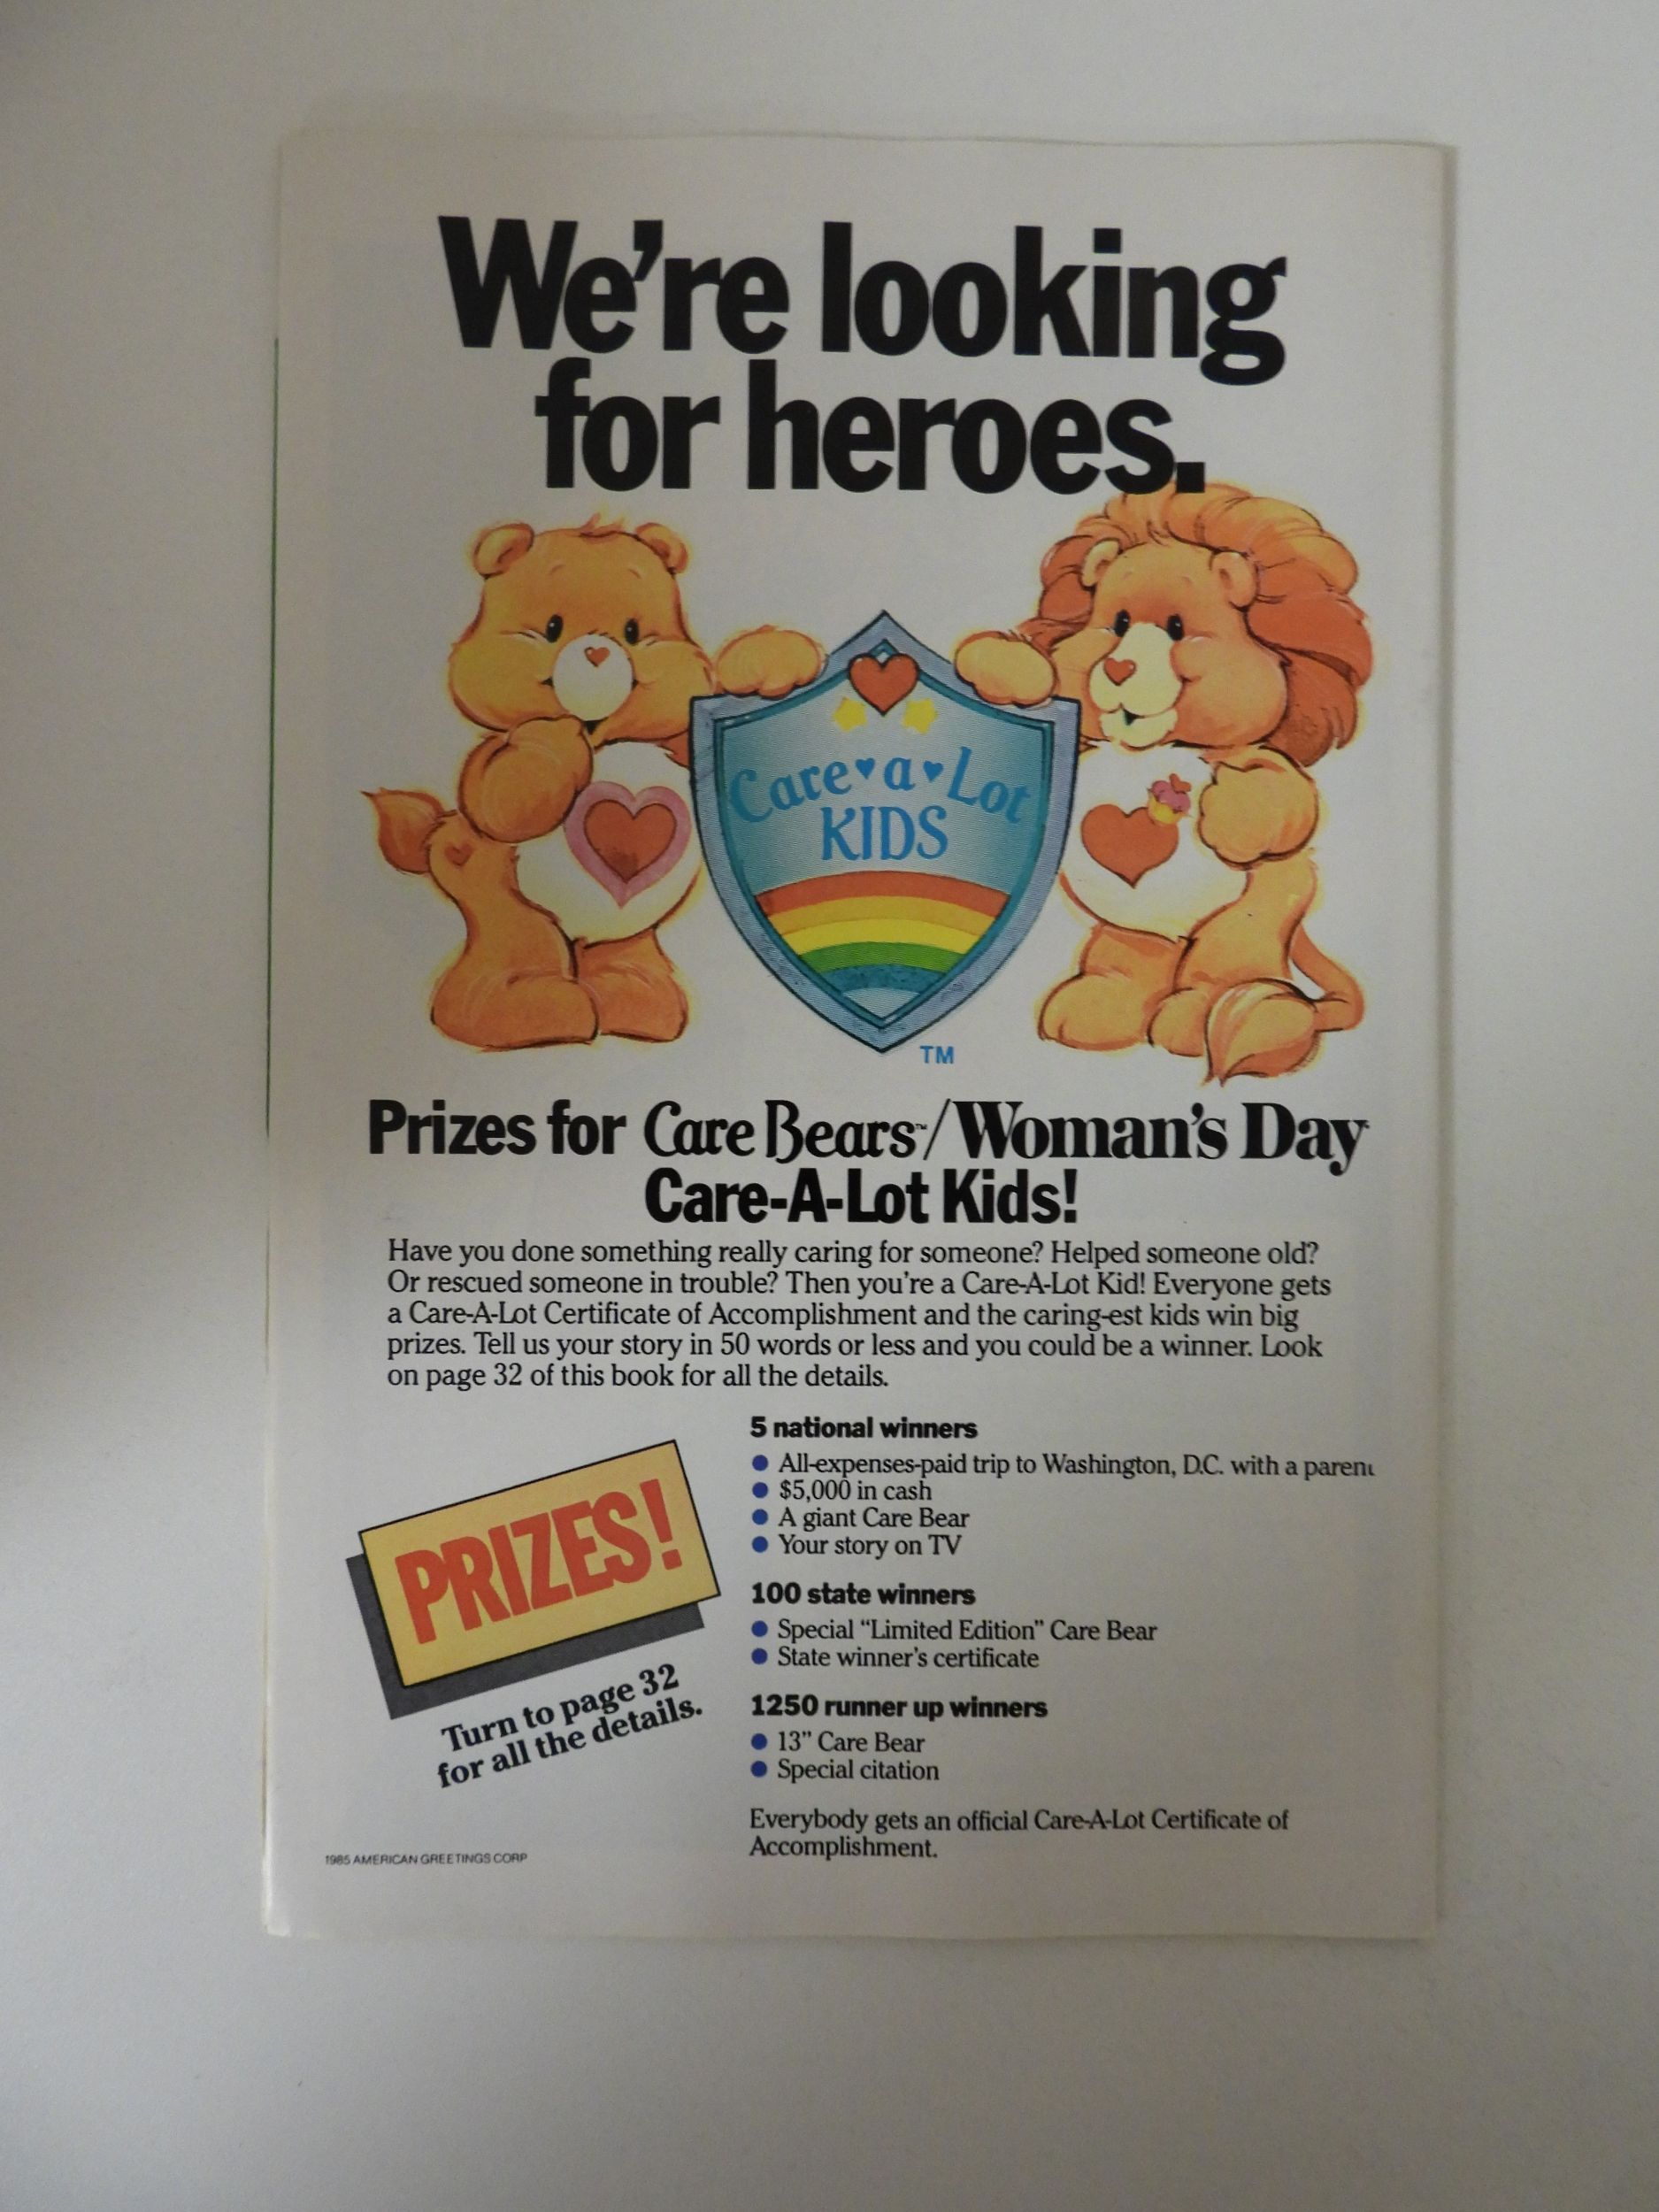 We're looking
for heroes.
Care♥a♥Lot
KIDS
TM
Prizes for Care Bears™/Woman's Day
Care-A-Lot Kids!
Have you done something really caring for someone? Helped someone old?
Or rescued someone in trouble? Then you're a Care-A-Lot Kid! Everyone gets
a Care-A-Lot Certificate of Accomplishment and the caring-est kids win big
prizes. Tell us your story in 50 words or less and you could be a winner. Look
on page 32 of this book for all the details.
PRIZES!
Turn to page 32
for all the details.
5 national winners
● All-expenses-paid trip to Washington, D.C. with a parent
● $5,000 in cash
● A giant Care Bear
● Your story on TV
100 state winners
● Special “Limited Edition” Care Bear
● State winner's certificate
1250 runner up winners
● 13” Care Bear
● Special citation
Everybody gets an official Care-A-Lot Certificate of
Accomplishment.
1985 AMERICAN GREETINGS CORP